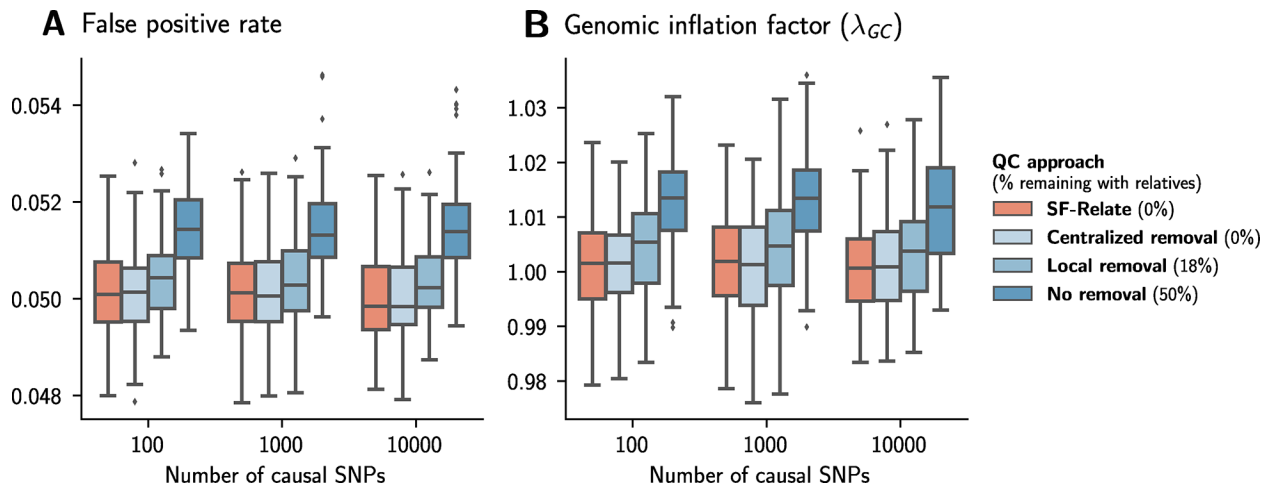 A False positive rate
0.054
0.052
0.050
0.048
100 1000 10000
Number of causal SNPs
B Genomic inflation factor (λGC)
1.03
1.02
1.01
1.00
0.99
0.98
100 1000 10000
Number of causal SNPs
QC approach
(% remaining with relatives)
SF-Relate (0%)
Centralized removal (0%)
Local removal (18%)
No removal (50%)